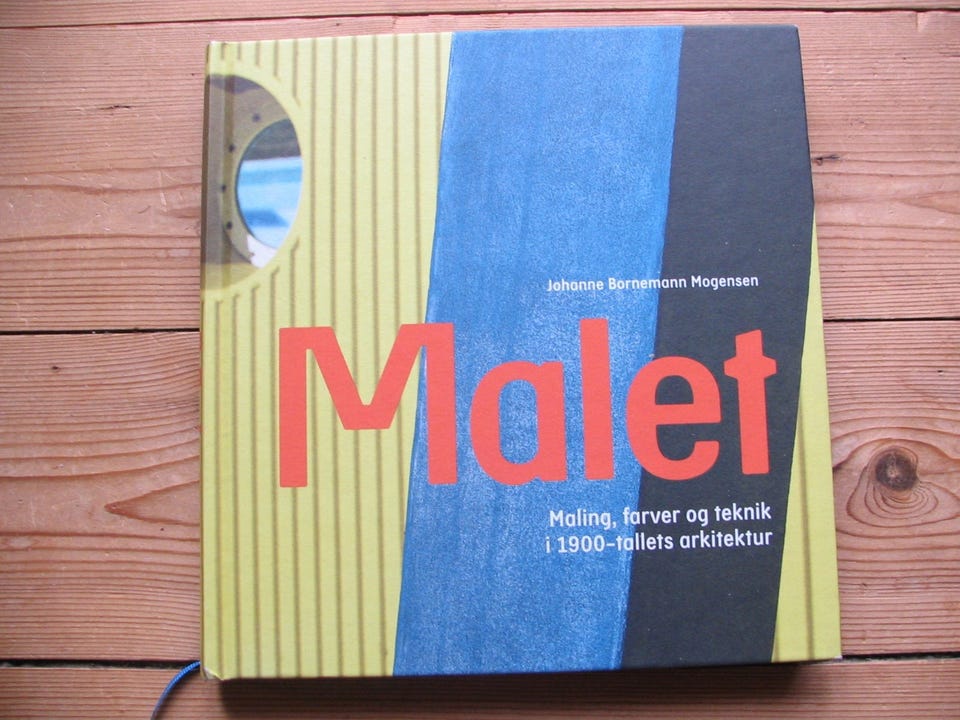 Johanne Bornemann Mogensen
Malet
Maling, farver og teknik
i 1900-tallets arkitektur